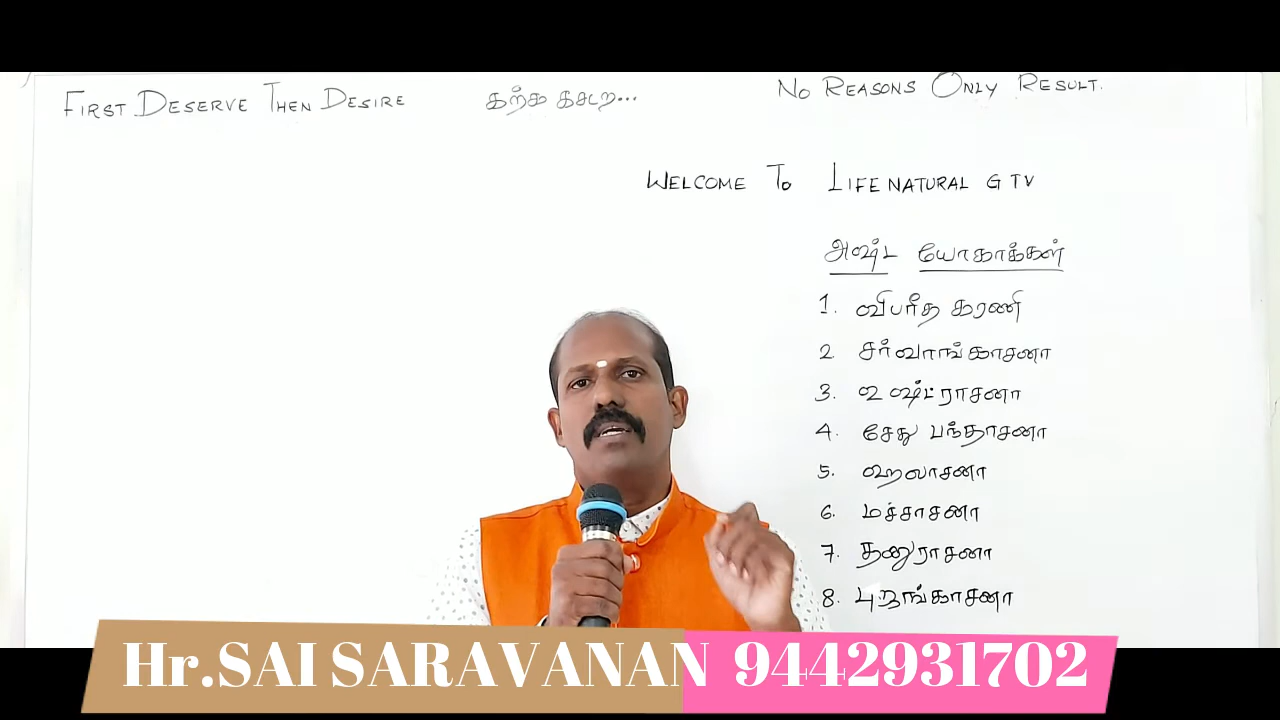 FIRST DESERVE THEN DESIRE கற்க கசடற... NO REASONS ONLY RESULT.
WELCOME TO LIFENATURAL G TV
அஷ்ட யோகாக்கள்
1. விபரீத கரணி
2. சர்வாங்காசனா
3. உஷ்ட்ராசனா
4. சேது பந்தாசனா
5. ஹலாசனா
6. மச்சாசனா
7. தனுராசனா
8. புஜங்காசனா
Hr.SAI SARAVANAN 9442931702